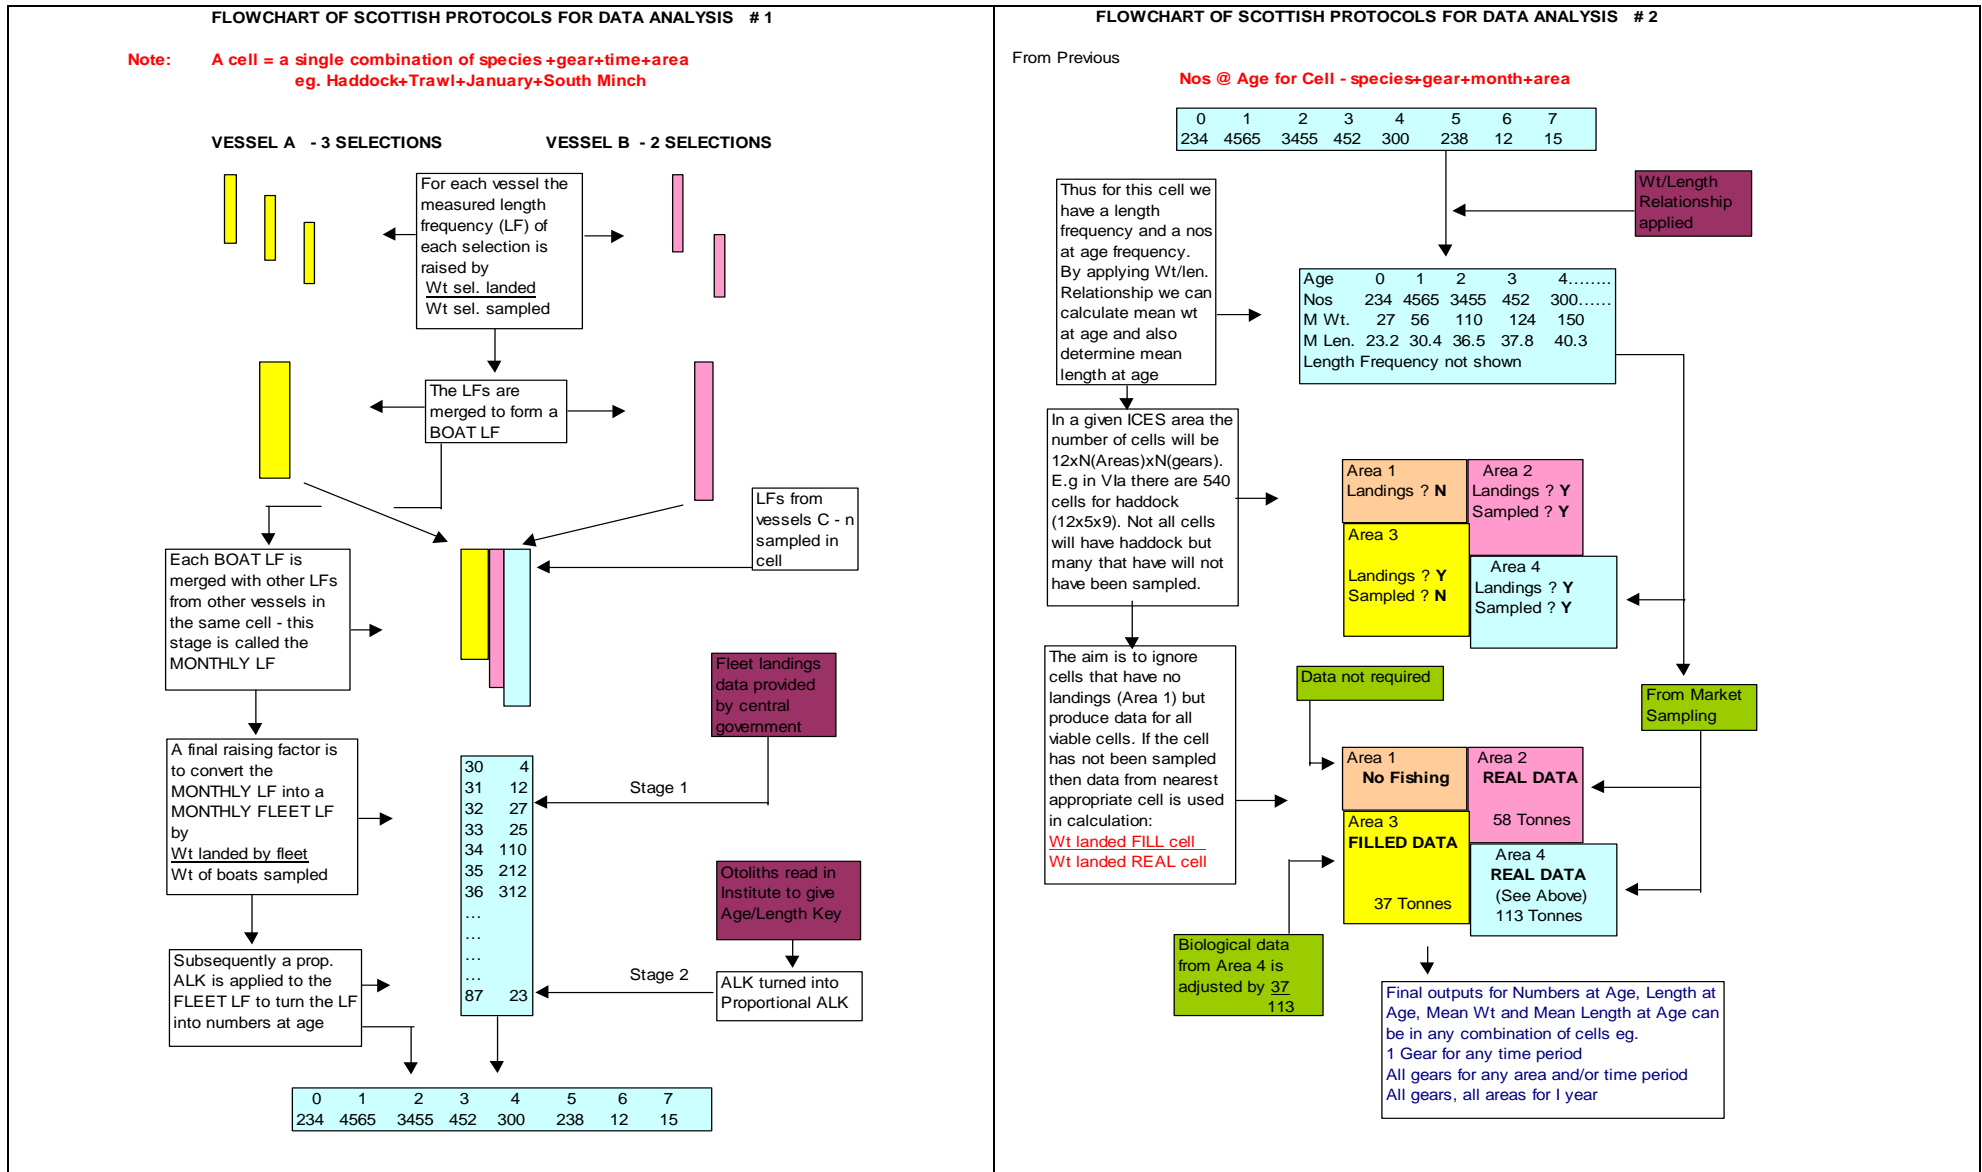 FLOWCHART OF SCOTTISH PROTOCOLS FOR DATA ANALYSIS # 1
Note: A cell = a single combination of species +gear+time+area
eg. Haddock+Trawl+January+South Minch
VESSEL A - 3 SELECTIONS
VESSEL B - 2 SELECTIONS
For each vessel the
measured length
frequency (LF) of
each selection is
raised by
Wt sel. landed
Wt sel. sampled
The LFs are
merged to form a
BOAT LF
LFs from
vessels C - n
sampled in
cell
Each BOAT LF is
merged with other LFs
from other vessels in
the same cell - this
stage is called the
MONTHLY LF
Fleet landings
data provided
by central
government
A final raising factor is
to convert the
MONTHLY LF into a
MONTHLY FLEET LF
by
Wt landed by fleet
Wt of boats sampled
30 4
31 12
32 27
33 25
34 110
35 212
36 312
...
...
...
...
87 23
Stage 1
Otoliths read in
Institute to give
Age/Length Key
Stage 2
ALK turned into
Proportional ALK
Subsequently a prop.
ALK is applied to the
FLEET LF to turn the LF
into numbers at age
0 1 2 3 4 5 6 7
234 4565 3455 452 300 238 12 15
FLOWCHART OF SCOTTISH PROTOCOLS FOR DATA ANALYSIS # 2
From Previous
Nos @ Age for Cell - species+gear+month+area
0 1 2 3 4 5 6 7
234 4565 3455 452 300 238 12 15
Thus for this cell we
have a length
frequency and a nos
at age frequency.
By applying Wt/len.
Relationship we can
calculate mean wt
at age and also
determine mean
length at age
Wt/Length
Relationship
applied
Age 0 1 2 3 4........
Nos 234 4565 3455 452 300......
M Wt. 27 56 110 124 150
M Len. 23.2 30.4 36.5 37.8 40.3
Length Frequency not shown
In a given ICES area the
number of cells will be
12xN(Areas)xN(gears).
E.g in VIa there are 540
cells for haddock
(12x5x9). Not all cells
will have haddock but
many that have will not
have been sampled.
Area 1
Landings ? N
Area 2
Landings ? Y
Sampled ? Y
Area 3
Landings ? Y
Sampled ? N
Area 4
Landings ? Y
Sampled ? Y
The aim is to ignore
cells that have no
landings (Area 1) but
produce data for all
viable cells. If the cell
has not been sampled
then data from nearest
appropriate cell is used
in calculation:
Wt landed FILL cell
Wt landed REAL cell
Data not required
From Market
Sampling
Area 1
No Fishing
Area 2
REAL DATA
58 Tonnes
Area 3
FILLED DATA
37 Tonnes
Area 4
REAL DATA
(See Above)
113 Tonnes
Biological data
from Area 4 is
adjusted by 37
113
Final outputs for Numbers at Age, Length at
Age, Mean Wt and Mean Length at Age can
be in any combination of cells eg.
1 Gear for any time period
All gears for any area and/or time period
All gears, all areas for I year